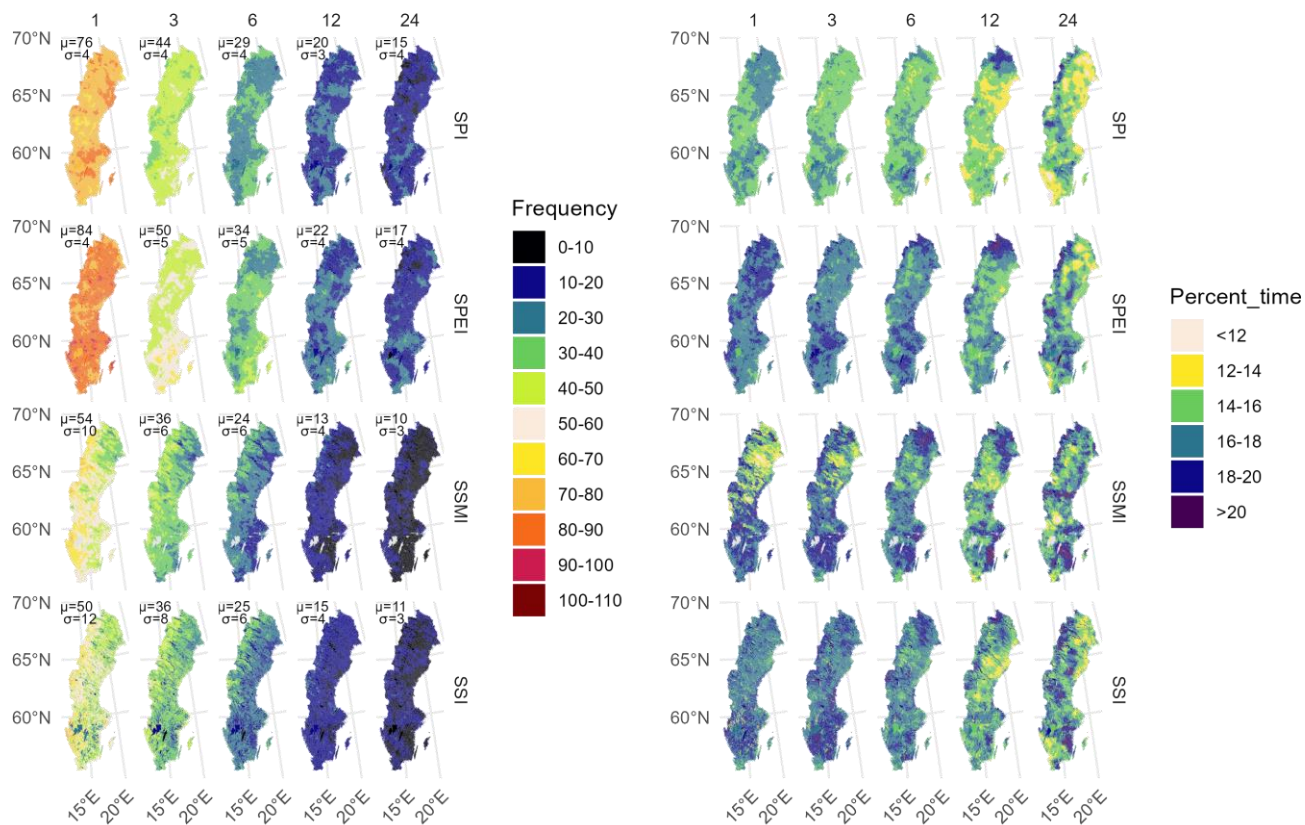 1 3 6 12 24
70°N
μ=76 μ=44 μ=29 μ=20 μ=15
σ=4 σ=4 σ=4 σ=3 σ=4
65°N
60°N
SPI
70°N
μ=84 μ=50 μ=34 μ=22 μ=17
σ=4 σ=5 σ=5 σ=4 σ=4
65°N
60°N
SPEI
70°N
μ=54 μ=36 μ=24 μ=13 μ=10
σ=10 σ=6 σ=6 σ=4 σ=3
65°N
60°N
SSMI
70°N
μ=50 μ=36 μ=25 μ=15 μ=11
σ=12 σ=8 σ=6 σ=4 σ=3
65°N
60°N
SSI
15°E 20°E 15°E 20°E 15°E 20°E 15°E 20°E 15°E 20°E
Frequency
0-10
10-20
20-30
30-40
40-50
50-60
60-70
70-80
80-90
90-100
100-110
1 3 6 12 24
70°N
65°N
60°N
SPI
70°N
65°N
60°N
SPEI
70°N
65°N
60°N
SSMI
70°N
65°N
60°N
SSI
15°E 20°E 15°E 20°E 15°E 20°E 15°E 20°E 15°E 20°E
Percent_time
<12
12-14
14-16
16-18
18-20
>20